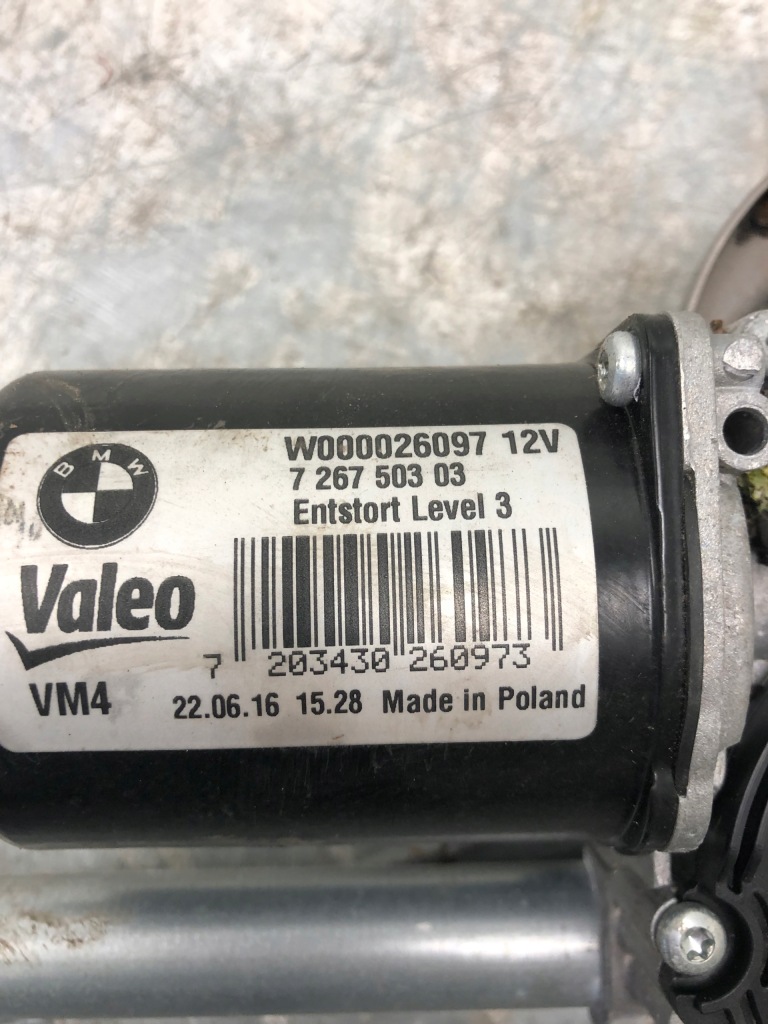 BMW
W000026097 12V
7 267 503 03
Entstort Level 3
Valeo
7 203430 260973
VM4
22.06.16 15.28 Made in Poland